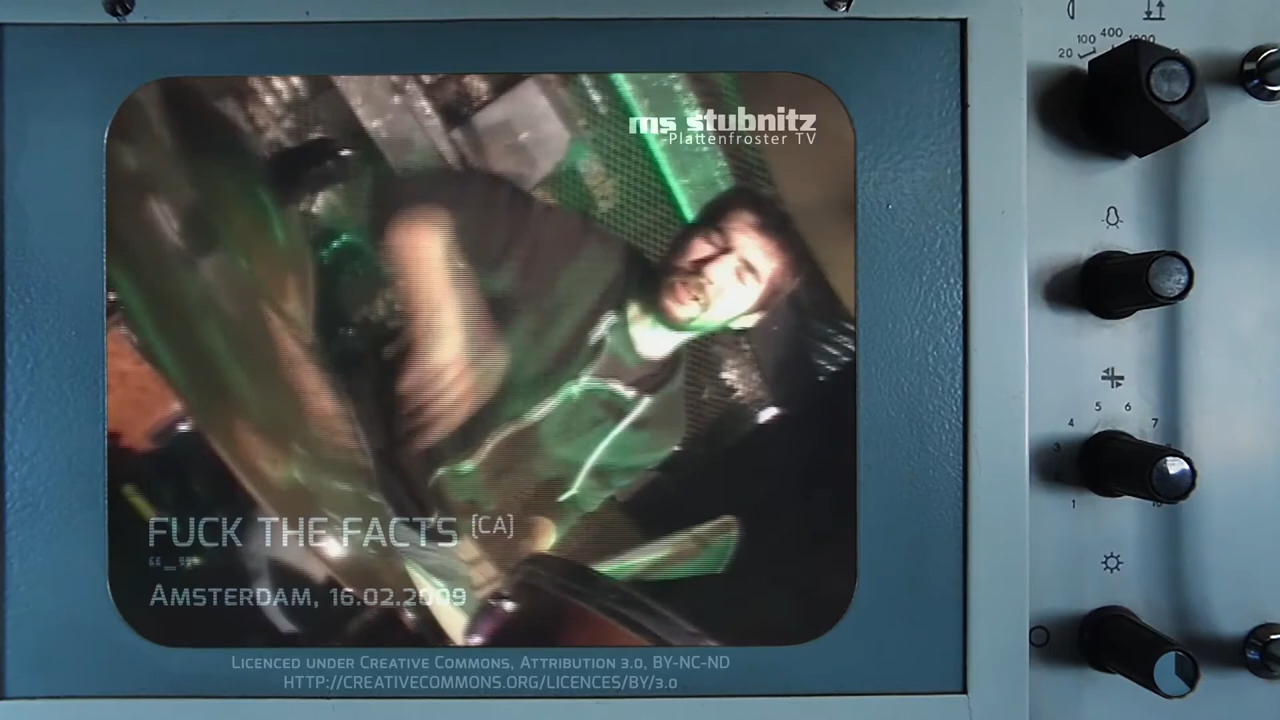 20 100 400 1000
ms stubnitz
-Plattenfroster TV
5 6
4 7
3
1 10
FUCK THE FACTS [CA]
“_”
AMSTERDAM, 16.02.2009
LICENCED UNDER CREATIVE COMMONS, ATTRIBUTION 3.0, BY-NC-ND
HTTP://CREATIVECOMMONS.ORG/LICENCES/BY/3.0